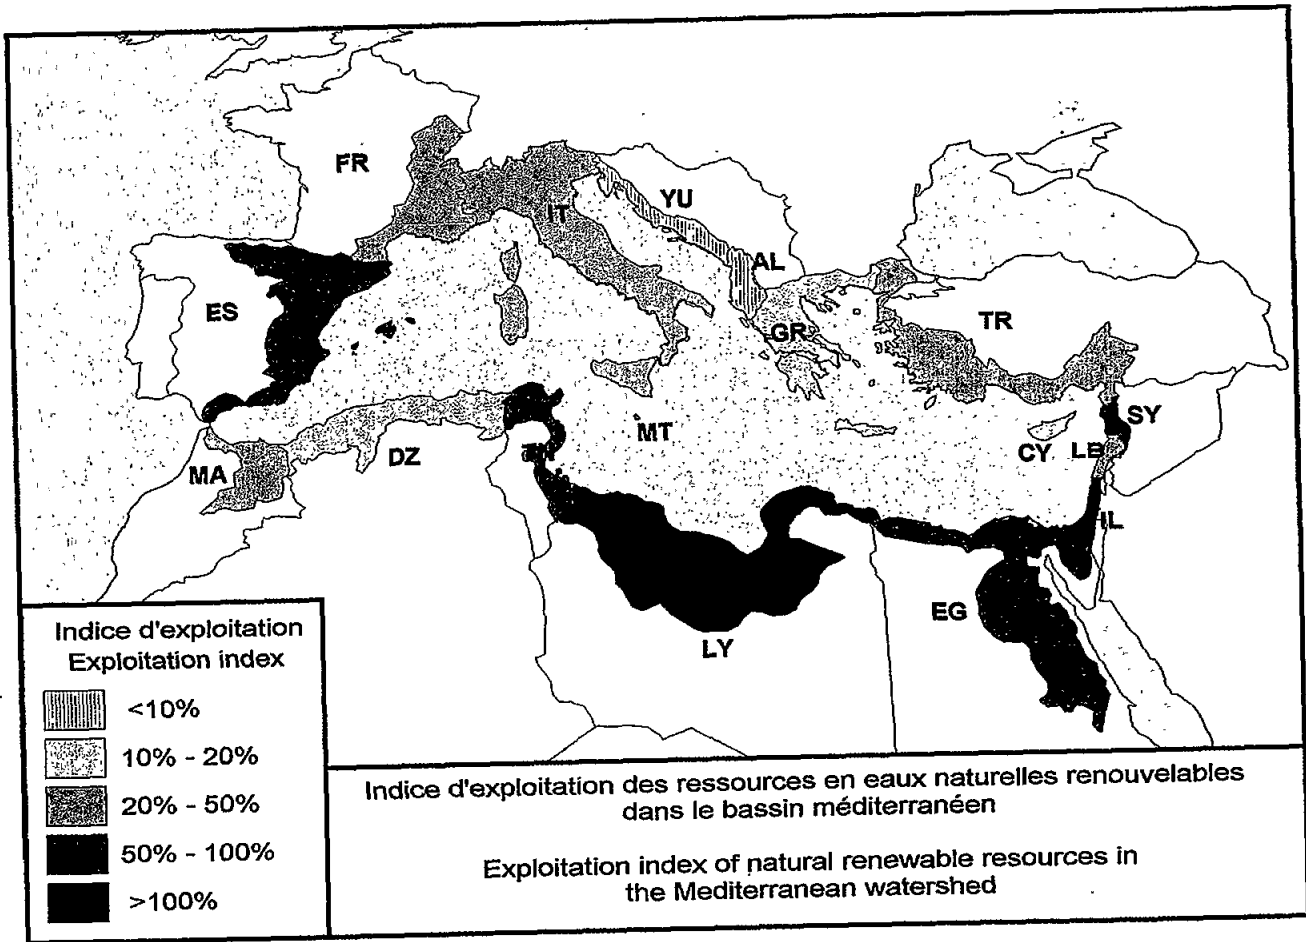 FR
YU
IT
AL
ES
TR
GR
SY
MT
CY
LB
DZ
MA
IL
EG
LY
Indice d'exploitation
Exploitation index
<10%
10% - 20%
20% - 50%
50% - 100%
>100%
Indice d'exploitation des ressources en eaux naturelles renouvelables
dans le bassin méditerranéen
Exploitation index of natural renewable resources in
the Mediterranean watershed